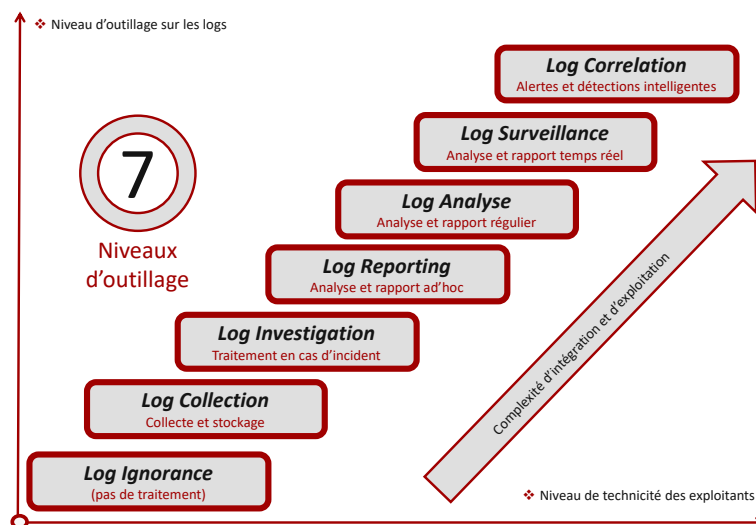 ❖ Niveau d'outillage sur les logs
Log Correlation
Alertes et détections intelligentes
Log Surveillance
Analyse et rapport temps réel
7
Niveaux
d'outillage
Log Analyse
Analyse et rapport régulier
Log Reporting
Analyse et rapport ad'hoc
Log Investigation
Traitement en cas d'incident
Log Collection
Collecte et stockage
Log Ignorance
(pas de traitement)
Complexité d'intégration et d'exploitation
❖ Niveau de technicité des exploitants